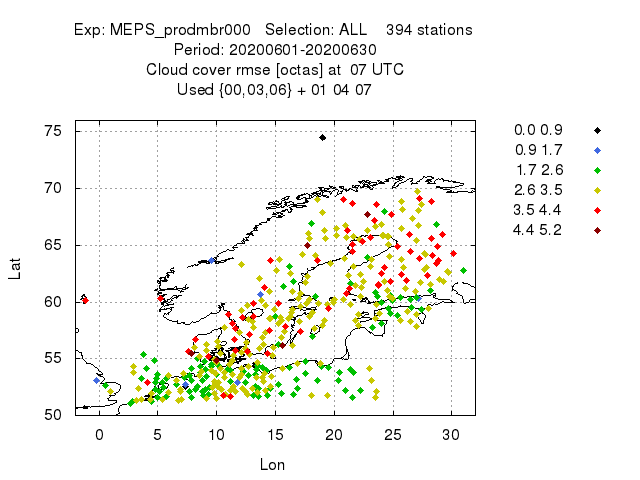 Exp: MEPS_prodmbr000 Selection: ALL 394 stations
Period: 20200601-20200630
Cloud cover rmse [octas] at 07 UTC
Used {00,03,06} + 01 04 07
0.0 0.9
0.9 1.7
1.7 2.6
2.6 3.5
3.5 4.4
4.4 5.2
75
70
65
60
55
50
Lat
0 5 10 15 20 25 30
Lon